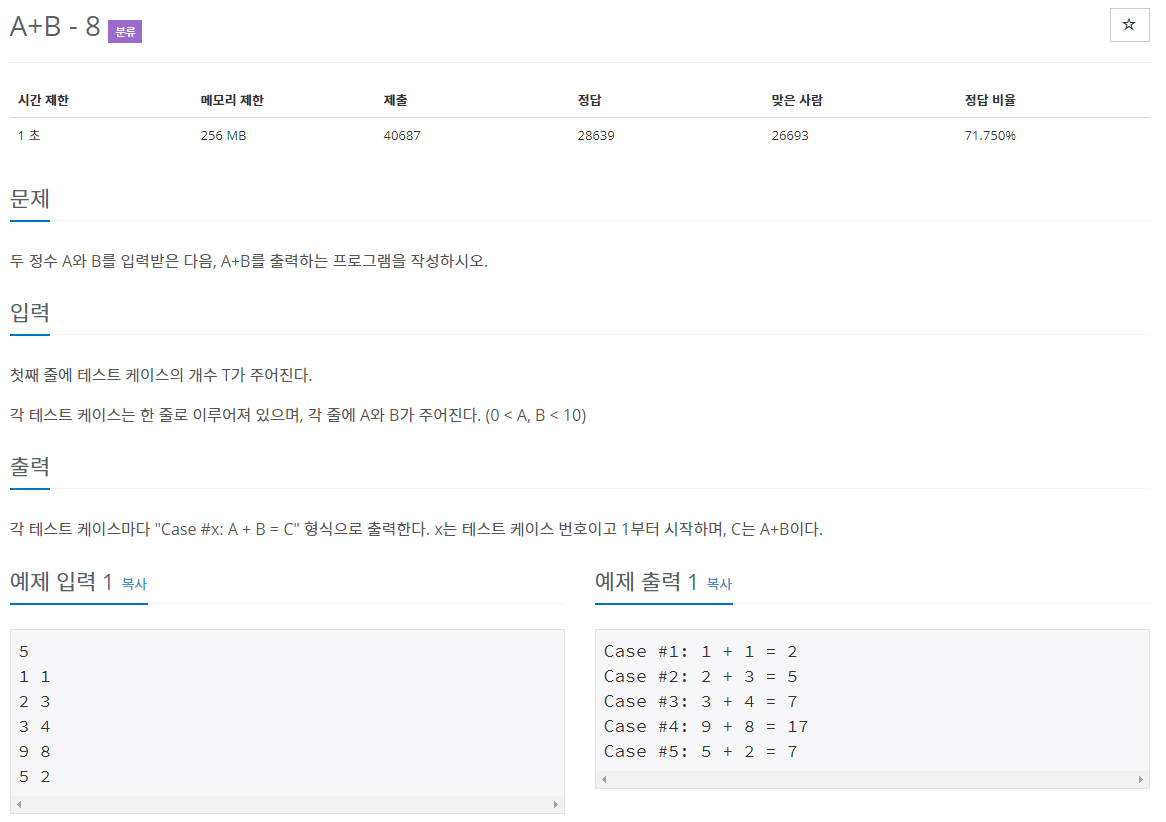 A+B - 8 분류
☆
시간 제한 메모리 제한 제출 정답 맞은 사람 정답 비율
1 초 256 MB 40687 28639 26693 71.750%
문제
두 정수 A와 B를 입력받은 다음, A+B를 출력하는 프로그램을 작성하시오.
입력
첫째 줄에 테스트 케이스의 개수 T가 주어진다.
각 테스트 케이스는 한 줄로 이루어져 있으며, 각 줄에 A와 B가 주어진다. (0 < A, B < 10)
출력
각 테스트 케이스마다 "Case #x: A + B = C" 형식으로 출력한다. x는 테스트 케이스 번호이고 1부터 시작하며, C는 A+B이다.
예제 입력 1 복사
5
1 1
2 3
3 4
9 8
5 2
예제 출력 1 복사
Case #1: 1 + 1 = 2
Case #2: 2 + 3 = 5
Case #3: 3 + 4 = 7
Case #4: 9 + 8 = 17
Case #5: 5 + 2 = 7